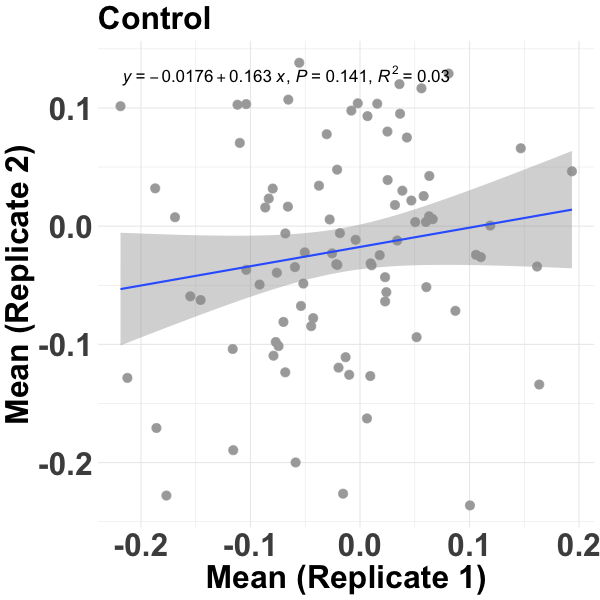 Control
y = −0.0176 + 0.163 x, P = 0.141, R² = 0.03
0.1
0.0
-0.1
-0.2
Mean (Replicate 2)
-0.2 -0.1 0.0 0.1 0.2
Mean (Replicate 1)